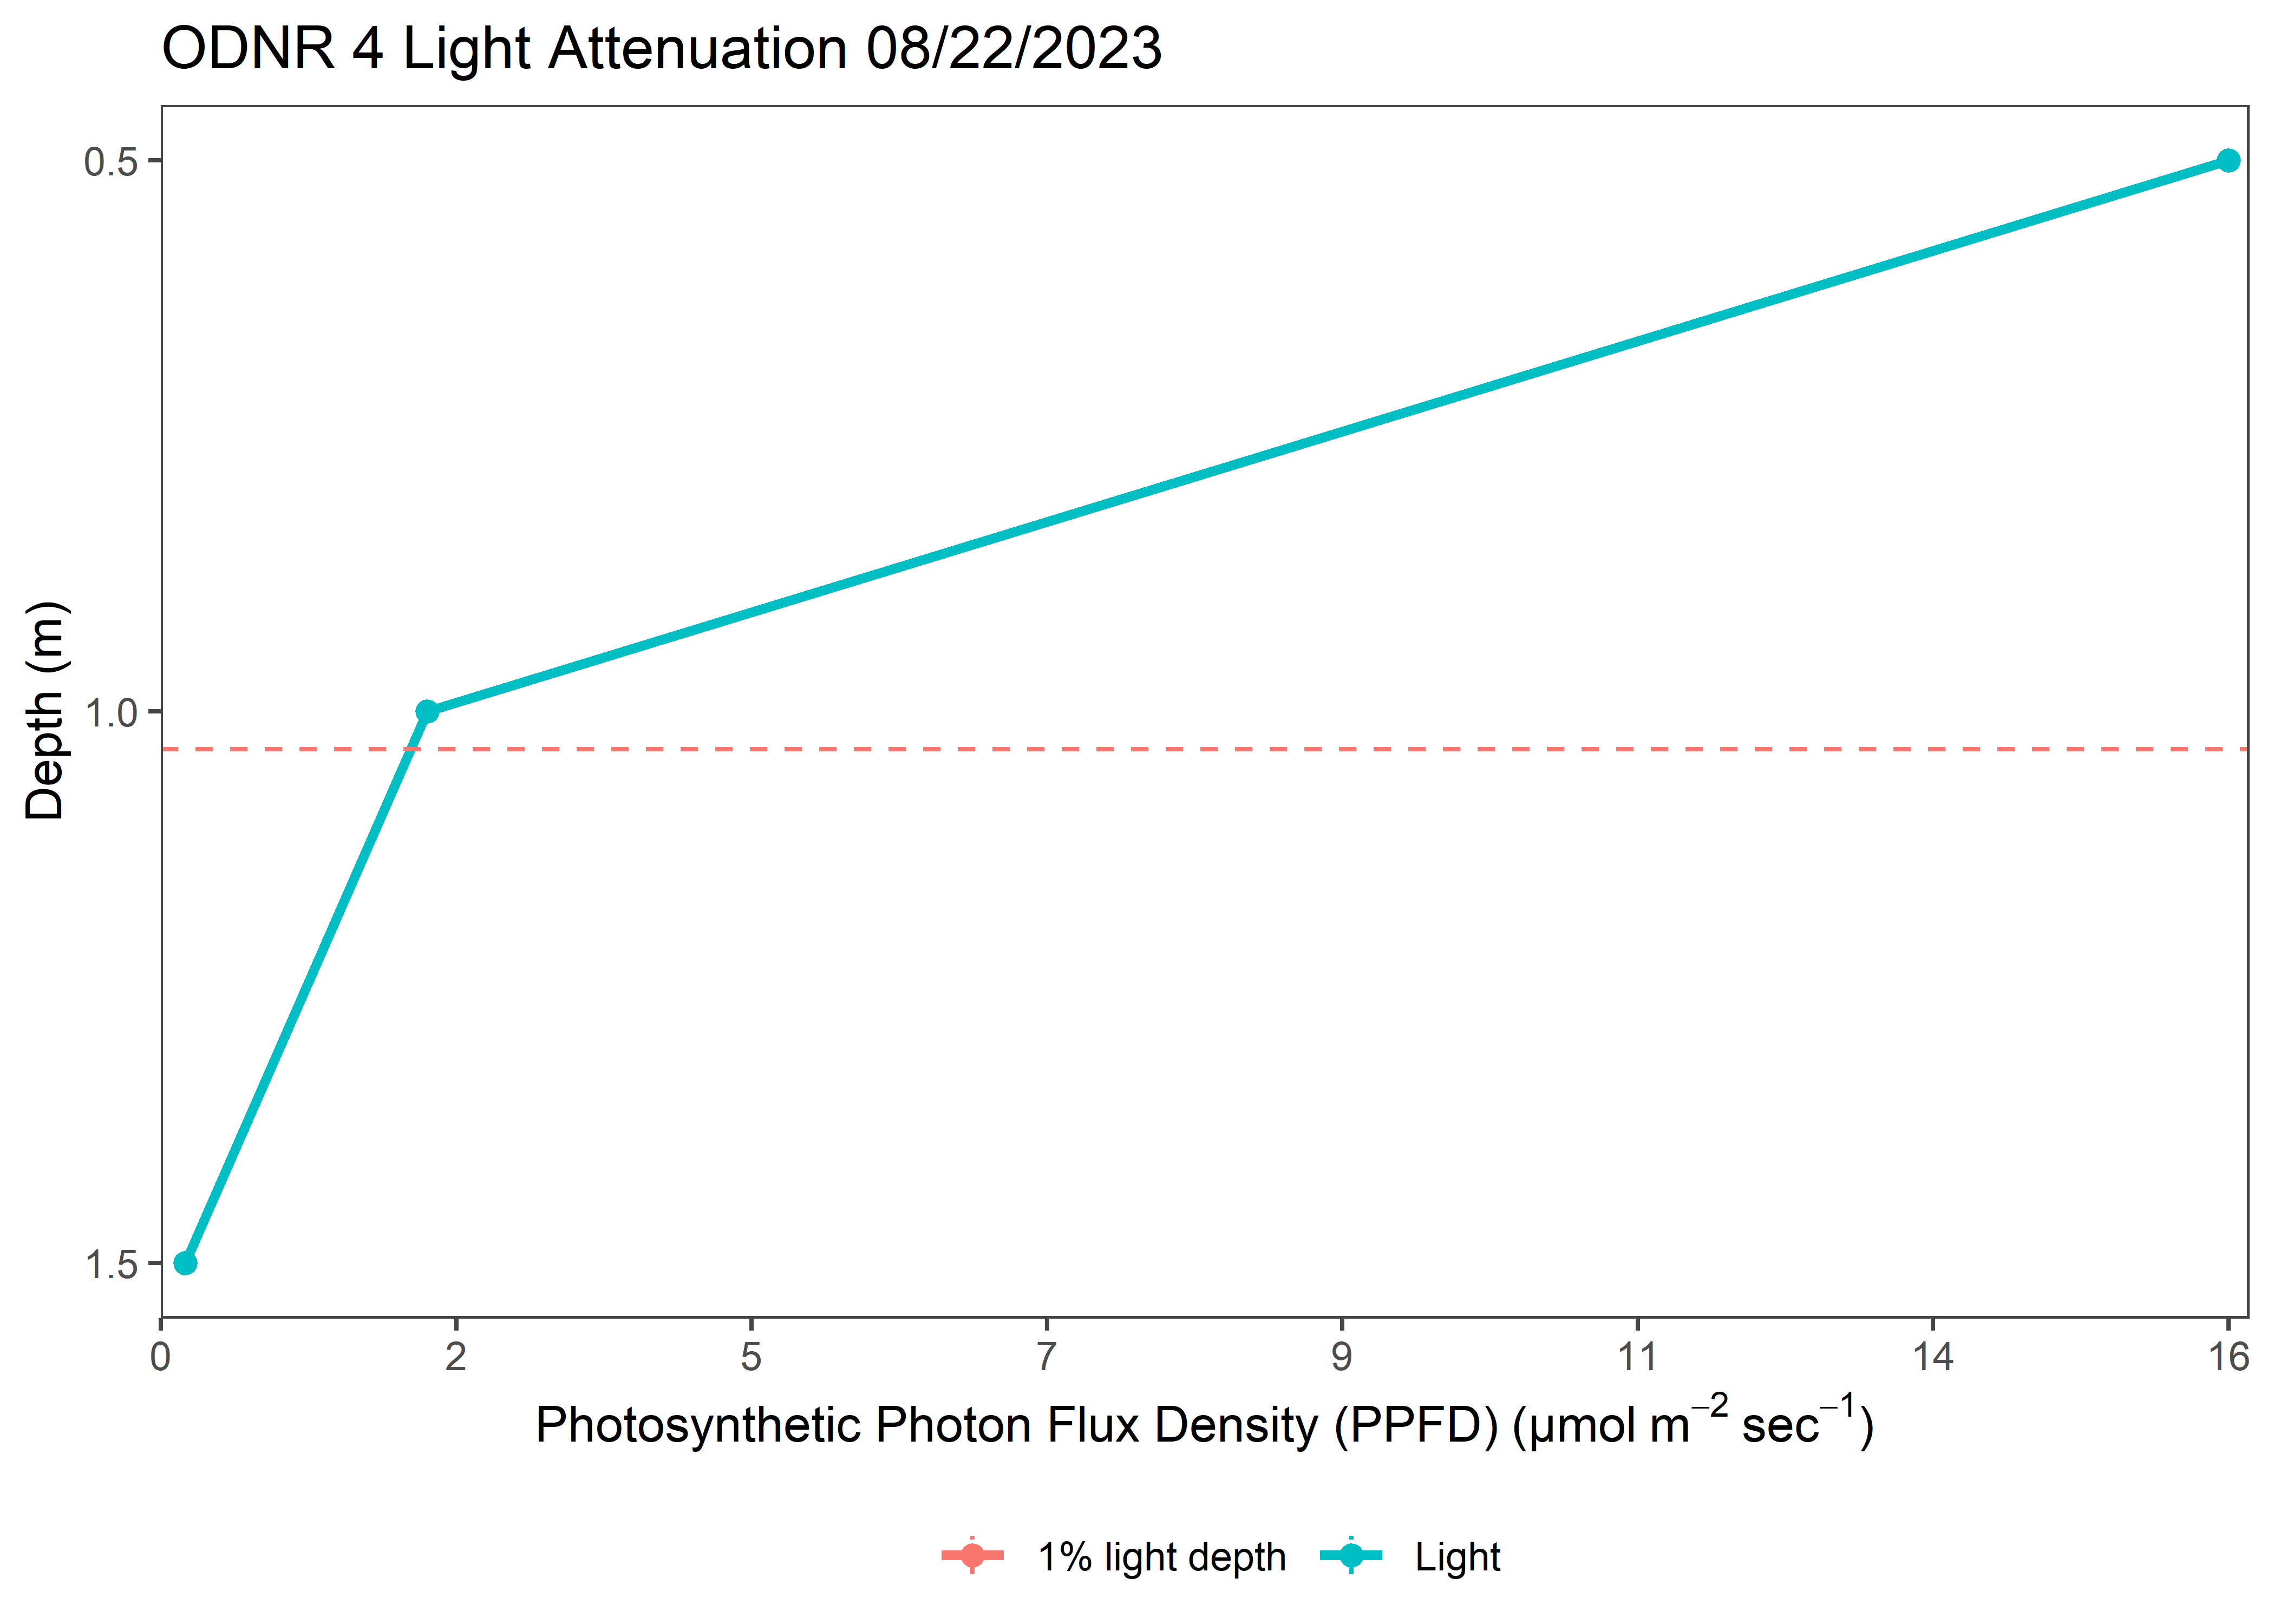 ODNR 4 Light Attenuation 08/22/2023
0.5
1.0
1.5
Depth (m)
0 2 5 7 9 11 14 16
Photosynthetic Photon Flux Density (PPFD) (μmol m⁻² sec⁻¹)
1% light depth Light